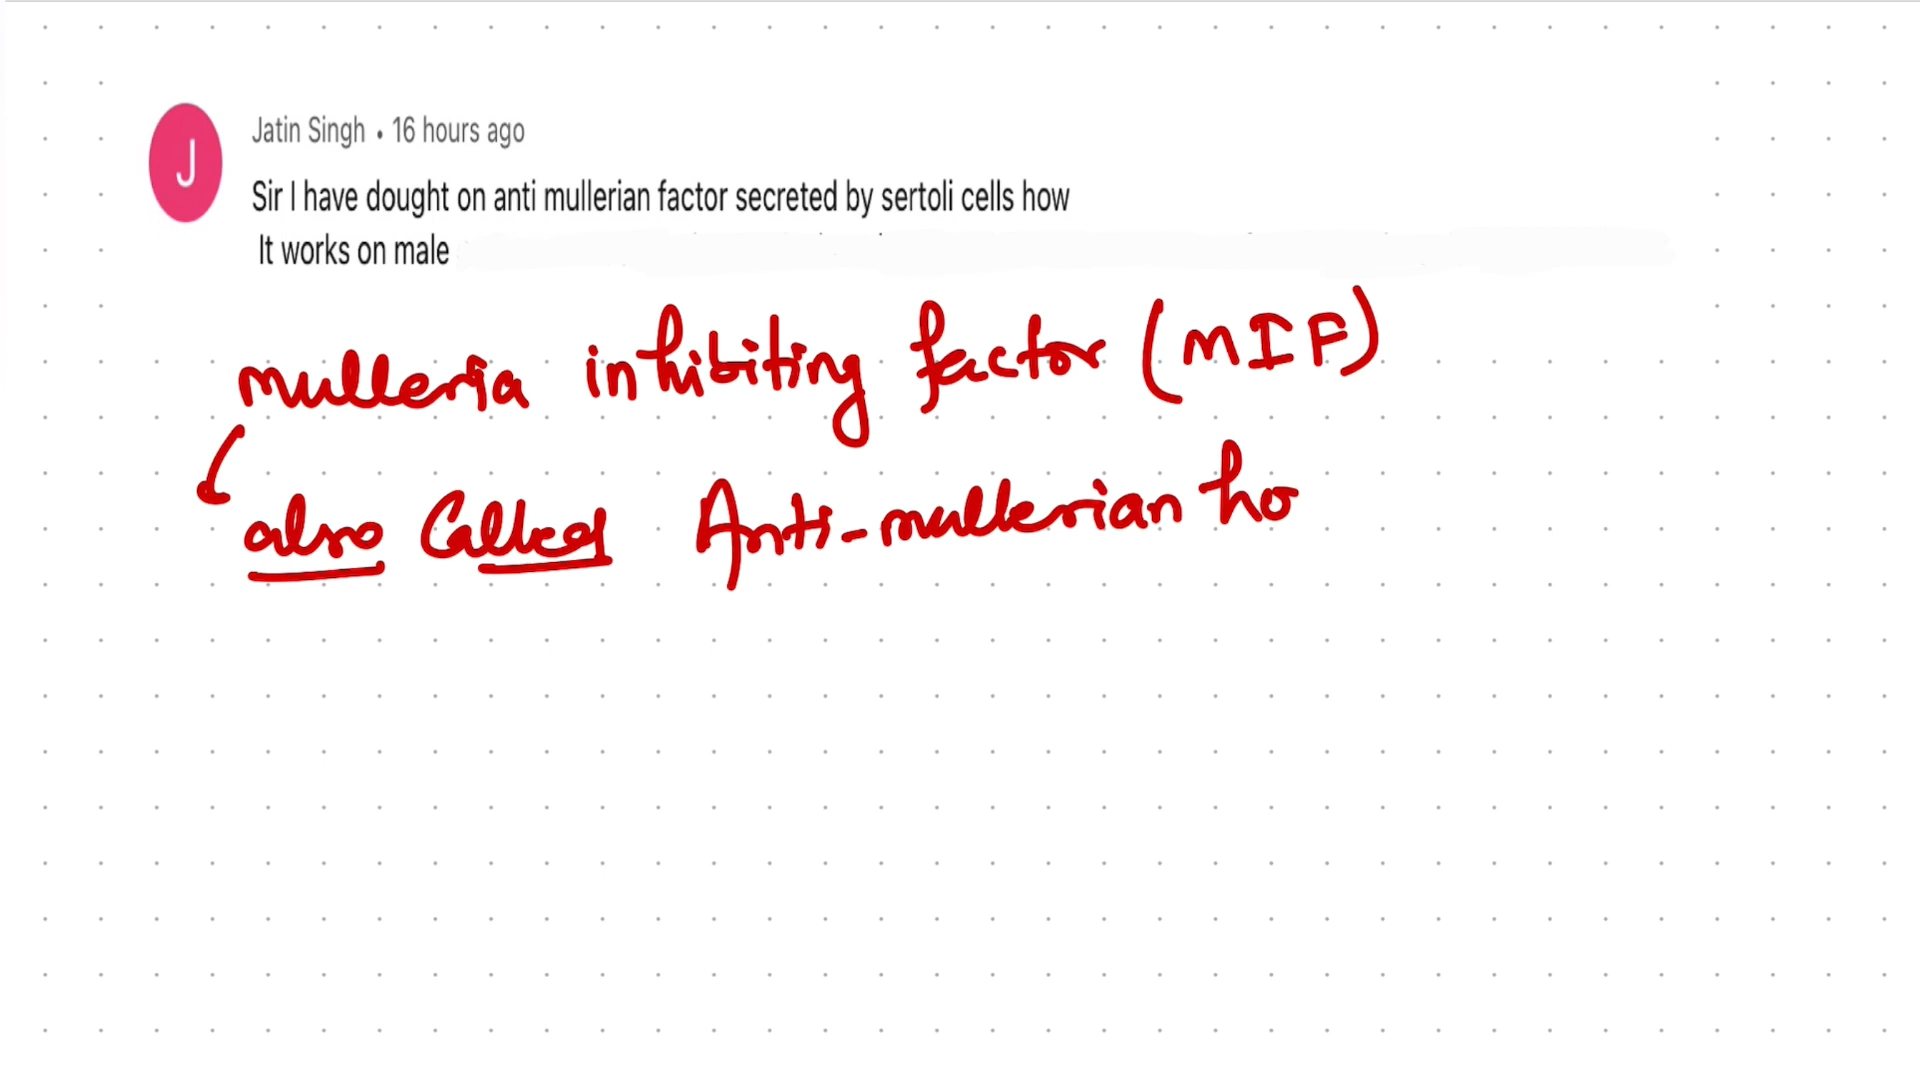 J
Jatin Singh • 16 hours ago
Sir I have dought on anti mullerian factor secreted by sertoli cells how
It works on male
mulleria inhibiting factor (MIF)
also Called Anti-mullerian ho